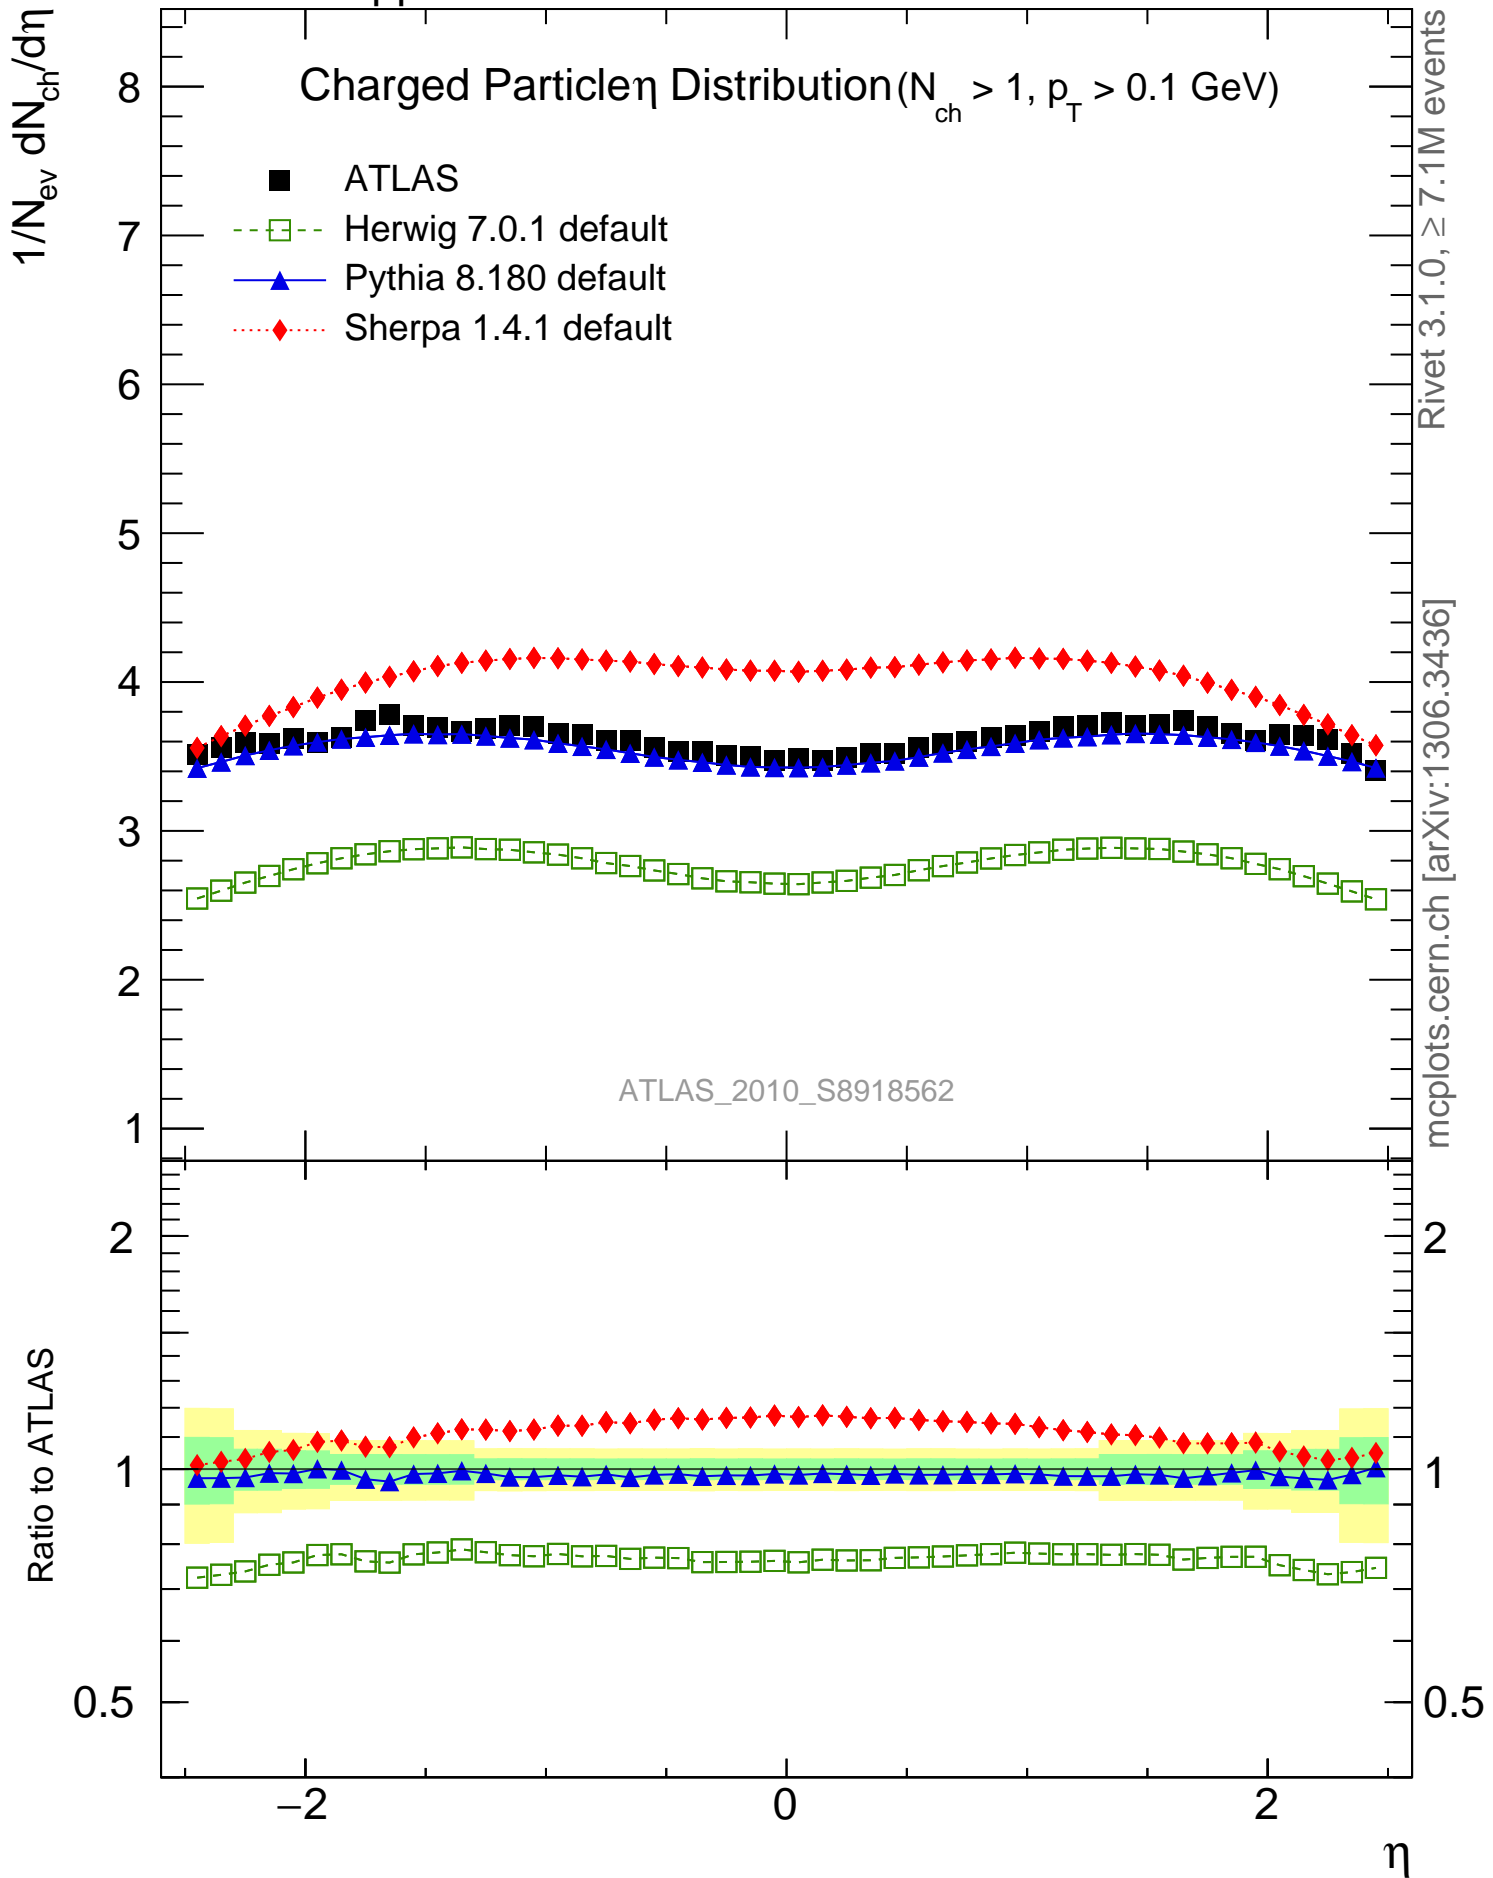 pp
1/N_ev dN_ch/dη
Charged Particleη Distribution(N_ch > 1, p_T > 0.1 GeV)
ATLAS
Herwig 7.0.1 default
Pythia 8.180 default
Sherpa 1.4.1 default
8
7
6
5
4
3
2
1
ATLAS_2010_S8918562
Rivet 3.1.0, ≥ 7.1M events
mcplots.cern.ch [arXiv:1306.3436]
Ratio to ATLAS
2
1
0.5
2
1
0.5
−2
0
2
η